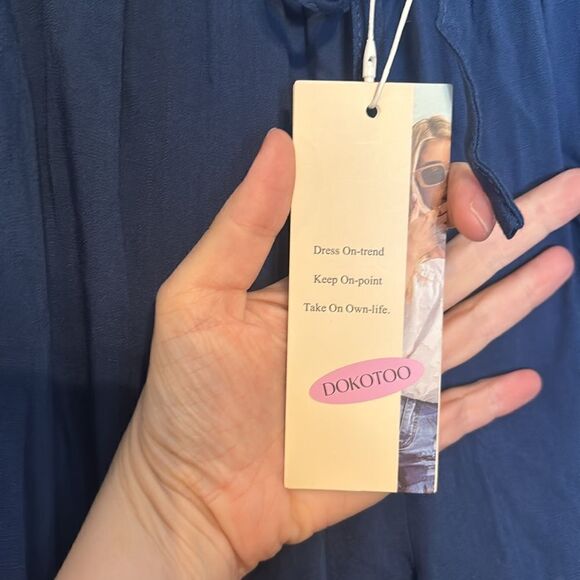 Dress On-trend
Keep On-point
Take On Own-life.
DOKOTOO